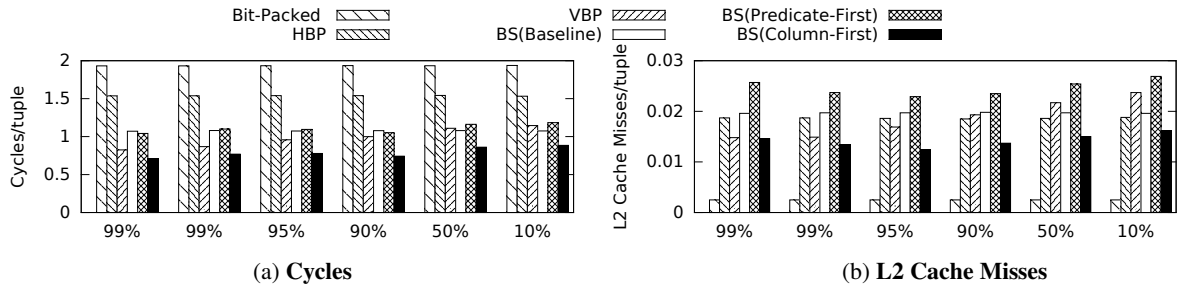 Bit-Packed
HBP
VBP
BS(Baseline)
BS(Predicate-First)
BS(Column-First)
Cycles/tuple
2
1.5
1
0.5
0
99% 99% 95% 90% 50% 10%
(a) Cycles
L2 Cache Misses/tuple
0.03
0.02
0.01
0
99% 99% 95% 90% 50% 10%
(b) L2 Cache Misses